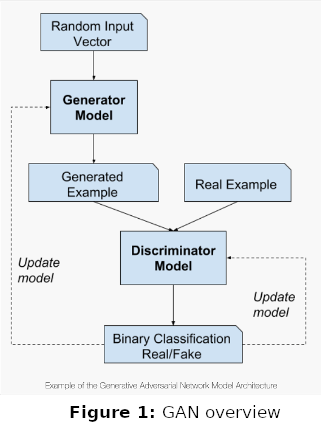 Random Input
Vector
Generator
Model
Generated
Example
Real Example
Discriminator
Model
Update
model
Update
model
Binary Classification
Real/Fake
Example of the Generative Adversarial Network Model Architecture
Figure 1: GAN overview